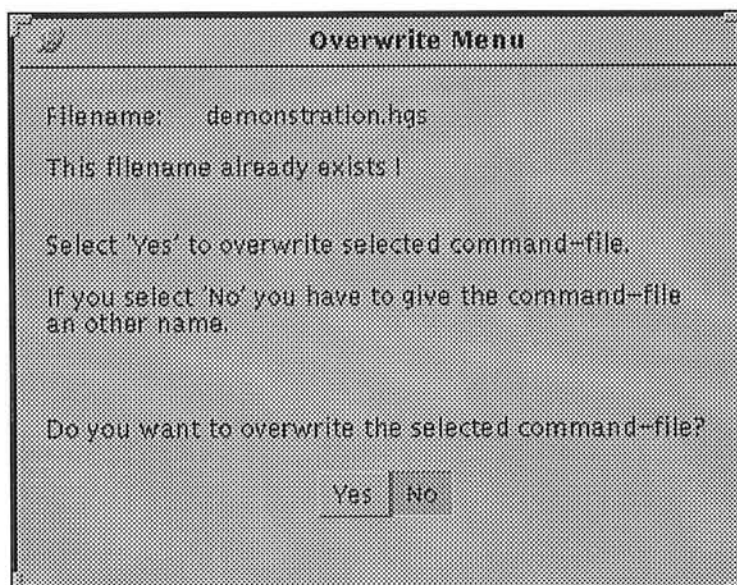 Overwrite Menu
Filename: demonstration.hgs
This filename already exists !
Select 'Yes' to overwrite selected command-file.
If you select 'No' you have to give the command-file
an other name.
Do you want to overwrite the selected command-file?
Yes No